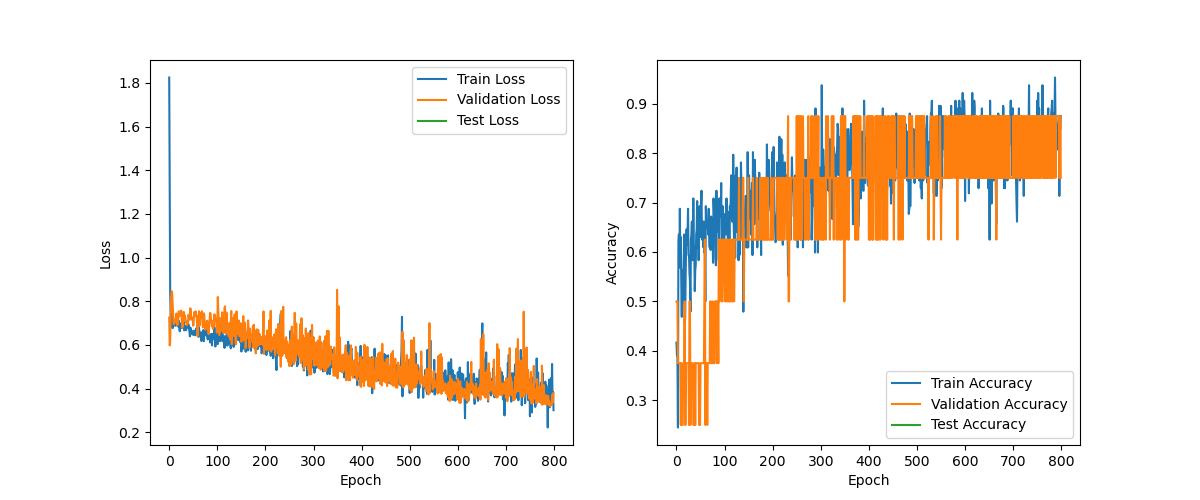 1.8
1.6
1.4
1.2
1.0
0.8
0.6
0.4
0.2
Loss
0 100 200 300 400 500 600 700 800
Epoch
Train Loss
Validation Loss
Test Loss
0.9
0.8
0.7
0.6
0.5
0.4
0.3
Accuracy
0 100 200 300 400 500 600 700 800
Epoch
Train Accuracy
Validation Accuracy
Test Accuracy